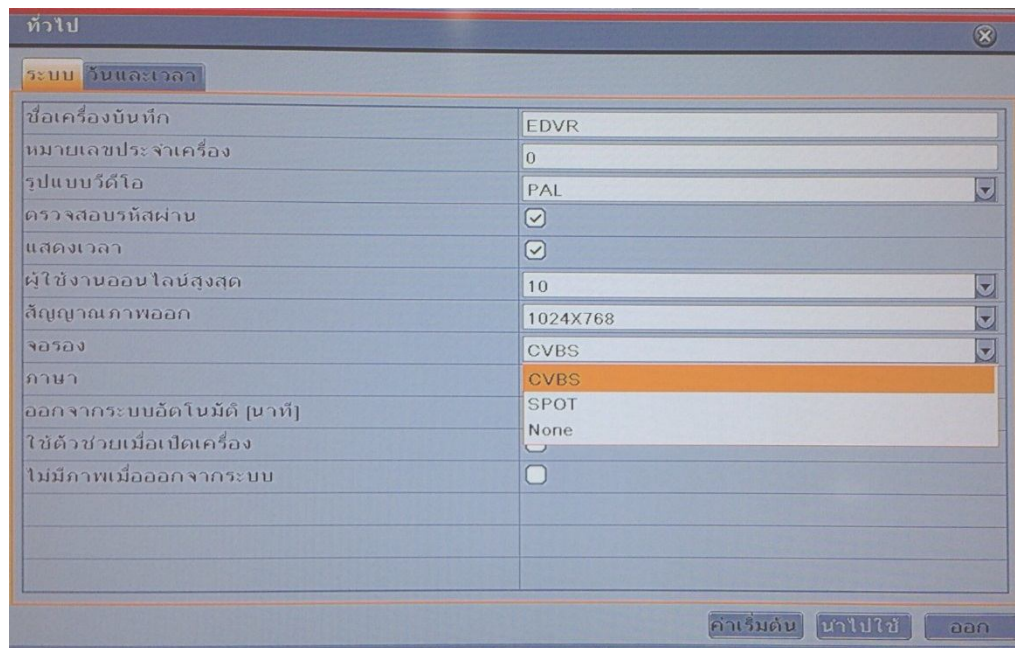 ทั่วไป
ระบบ วันและเวลา
ชื่อเครื่องบันทึก EDVR
หมายเลขประจำเครื่อง 0
รูปแบบวีดีโอ PAL
ตรวจสอบรหัสผ่าน
แสดงเวลา
ผู้ใช้งานออนไลน์สูงสุด 10
สัญญาณภาพออก 1024X768
จอรอง CVBS
ภาษา CVBS
SPOT
ออกจากระบบอัตโนมัติ [นาที]
None
ใช้ตัวช่วยเมื่อเปิดเครื่อง
ไม่มีภาพเมื่อออกจากระบบ
ค่าเริ่มต้น นำไปใช้ ออก